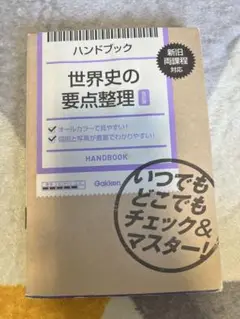 ハンドブック
新旧
両課程
対応
世界史の
要点整理
✓オールカラーで見やすい!
✓図説と写真が豊富でわかりやすい!
HANDBOOK
Gakken
いつでも
どこでも
チェック&
マスター!